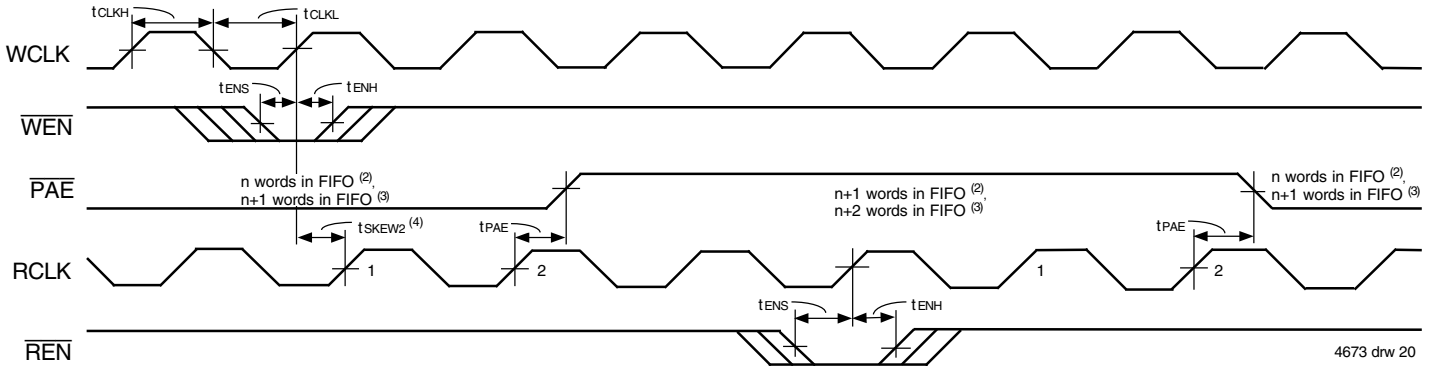 tCLKH
tCLKL
WCLK
tENS
tENH
WEN
PAE
n words in FIFO (2),
n+1 words in FIFO (3)
n+1 words in FIFO (2),
n+2 words in FIFO (3)
n words in FIFO (2),
n+1 words in FIFO (3)
tSKEW2 (4)
tPAE
tPAE
RCLK
1
2
1
2
tENS
tENH
REN
4673 drw 20